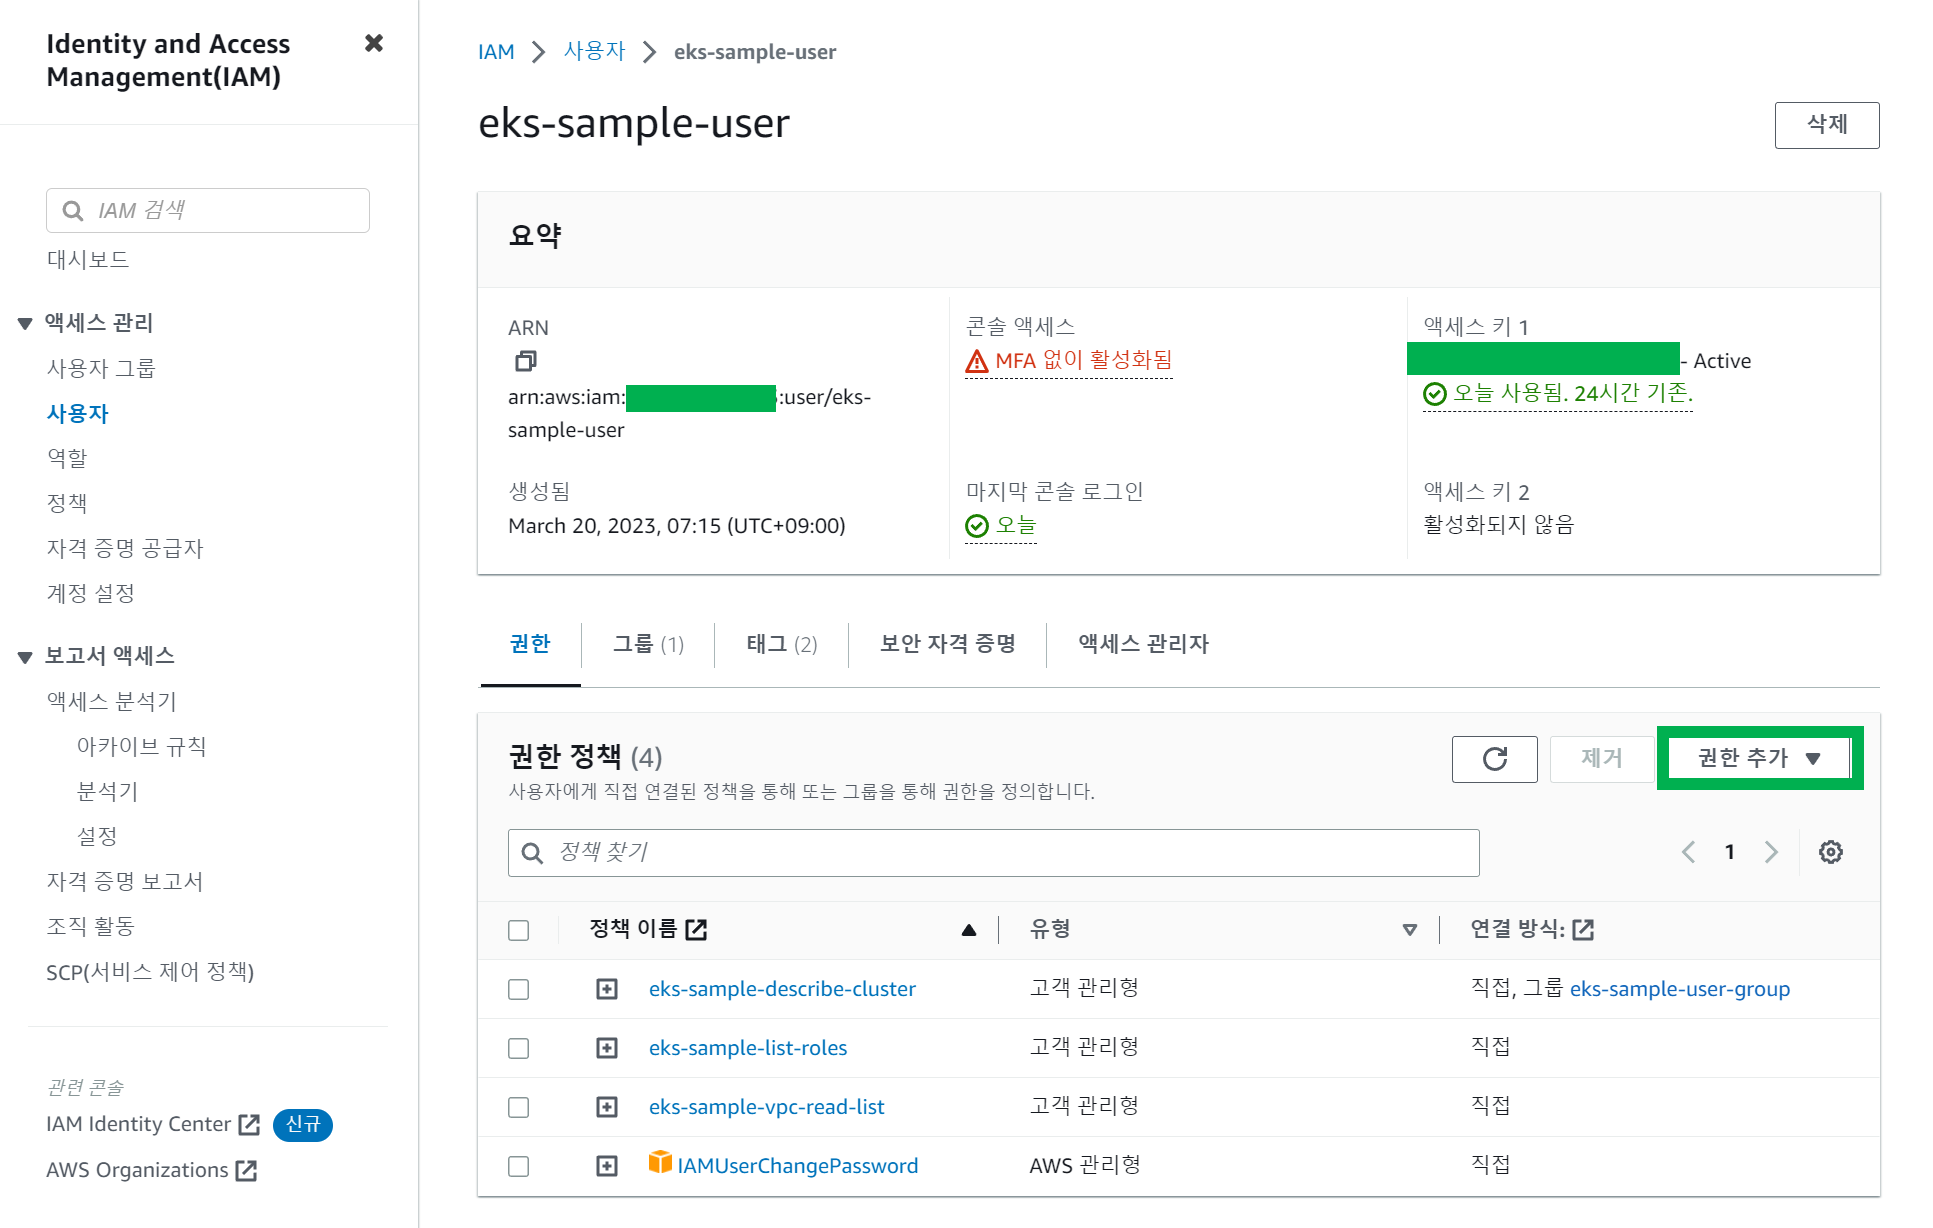 Identity and Access
Management(IAM)
IAM 검색
대시보드
액세스 관리
사용자 그룹
사용자
역할
정책
자격 증명 공급자
계정 설정
보고서 액세스
액세스 분석기
아카이브 규칙
분석기
설정
자격 증명 보고서
조직 활동
SCP(서비스 제어 정책)
관련 콘솔
IAM Identity Center 신규
AWS Organizations
IAM 사용자 eks-sample-user
eks-sample-user
삭제
요약
ARN
arn:aws:iam: :user/eks-
sample-user
콘솔 액세스
MFA 없이 활성화됨
액세스 키 1
- Active
오늘 사용됨. 24시간 기존.
생성됨
March 20, 2023, 07:15 (UTC+09:00)
마지막 콘솔 로그인
오늘
액세스 키 2
활성화되지 않음
권한 그룹 (1) 태그 (2) 보안 자격 증명 액세스 관리자
권한 정책 (4)
사용자에게 직접 연결된 정책을 통해 또는 그룹을 통해 권한을 정의합니다.
제거 권한 추가
정책 찾기
1
정책 이름 유형 연결 방식:
eks-sample-describe-cluster 고객 관리형 직접, 그룹 eks-sample-user-group
eks-sample-list-roles 고객 관리형 직접
eks-sample-vpc-read-list 고객 관리형 직접
IAMUserChangePassword AWS 관리형 직접